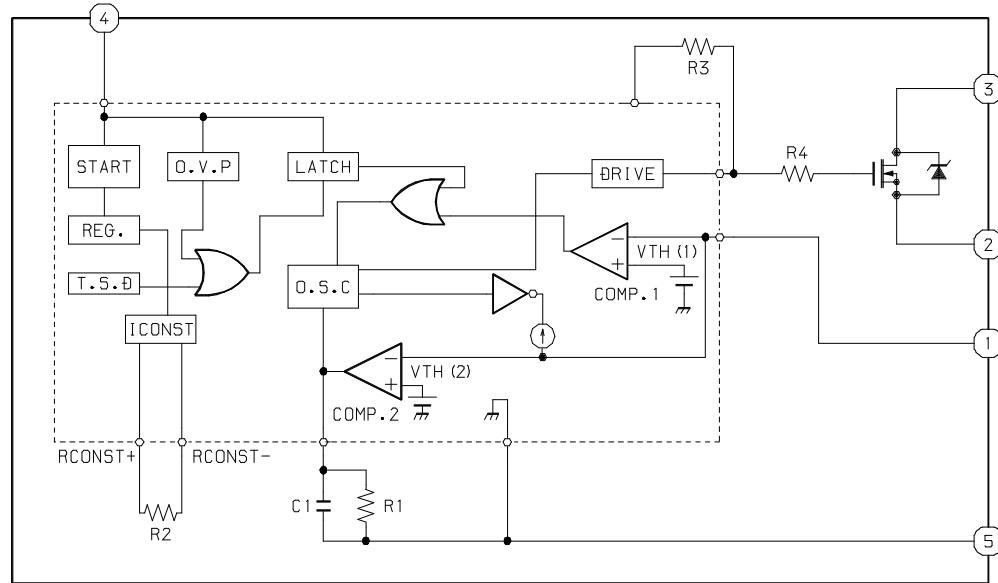 4
R3
3
START
O.V.P
LATCH
DRIVE
R4
REG.
2
VTH (1)
T.S.D
O.S.C
COMP.1
ICONST
1
VTH (2)
COMP.2
RCONST+
RCONST-
C1
R1
R2
5